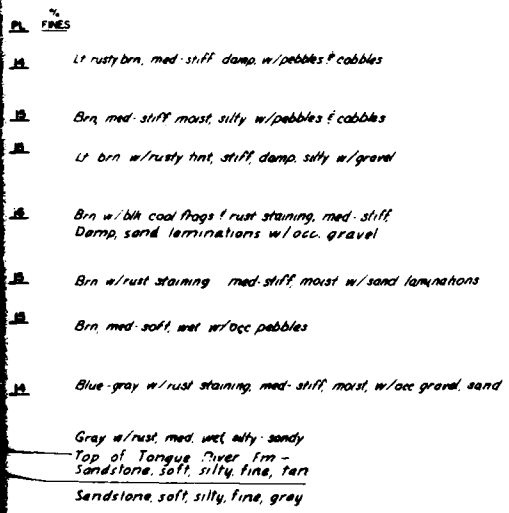 %
PL FINES
14 Lt rusty brn, med-stiff damp, w/pebbles & cobbles
15 Brn, med-stiff moist, silty w/pebbles & cobbles
15 Lt brn w/rusty tint, stiff, damp, silty w/gravel
16 Brn w/blk coal frags & rust staining, med-stiff
Damp, sand leminations w/occ. gravel
15 Brn w/rust staining med-stiff, moist w/sand laminations
15 Brn, med-soft, wet w/occ pebbles
14 Blue-gray w/rust staining, med-stiff, moist, w/occ gravel, sand
Gray w/rust, med, wet, silty-sandy
Top of Tongue River Fm -
Sandstone, soft, silty, fine, tan
Sandstone, soft, silty, fine, gray